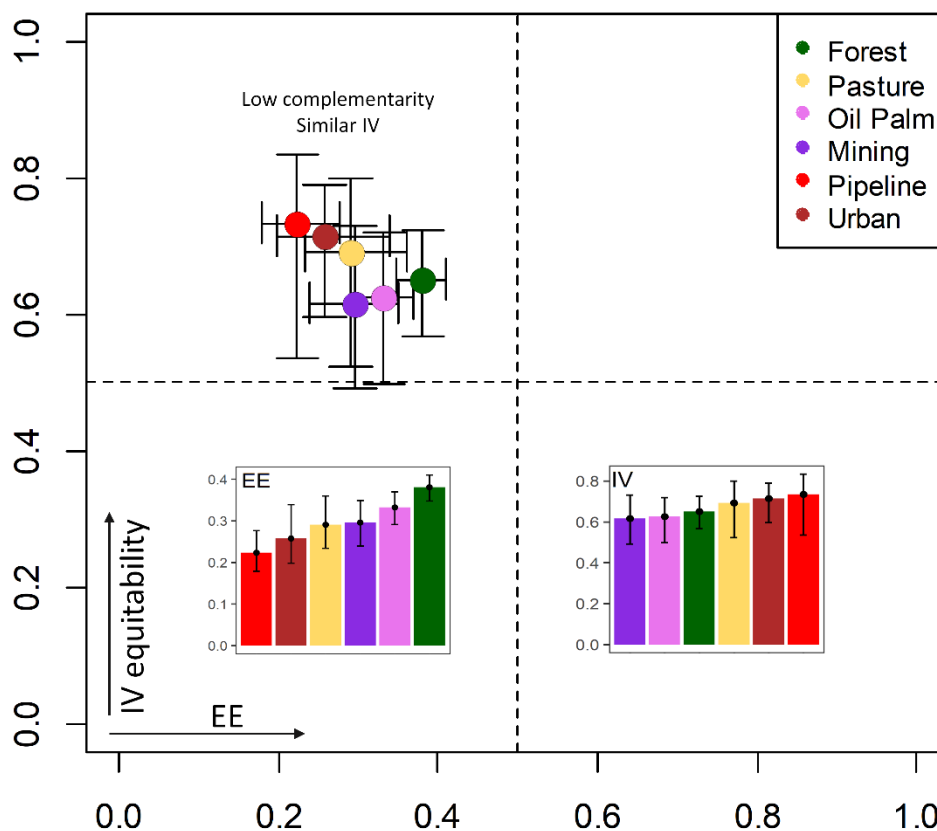 1.0
0.8
0.6
0.4
0.2
0.0
Low complementarity
Similar IV
Forest
Pasture
Oil Palm
Mining
Pipeline
Urban
EE
0.4
0.3
0.2
0.1
0.0
IV
0.8
0.6
0.4
0.2
0.0
IV equitability
EE
0.0 0.2 0.4 0.6 0.8 1.0